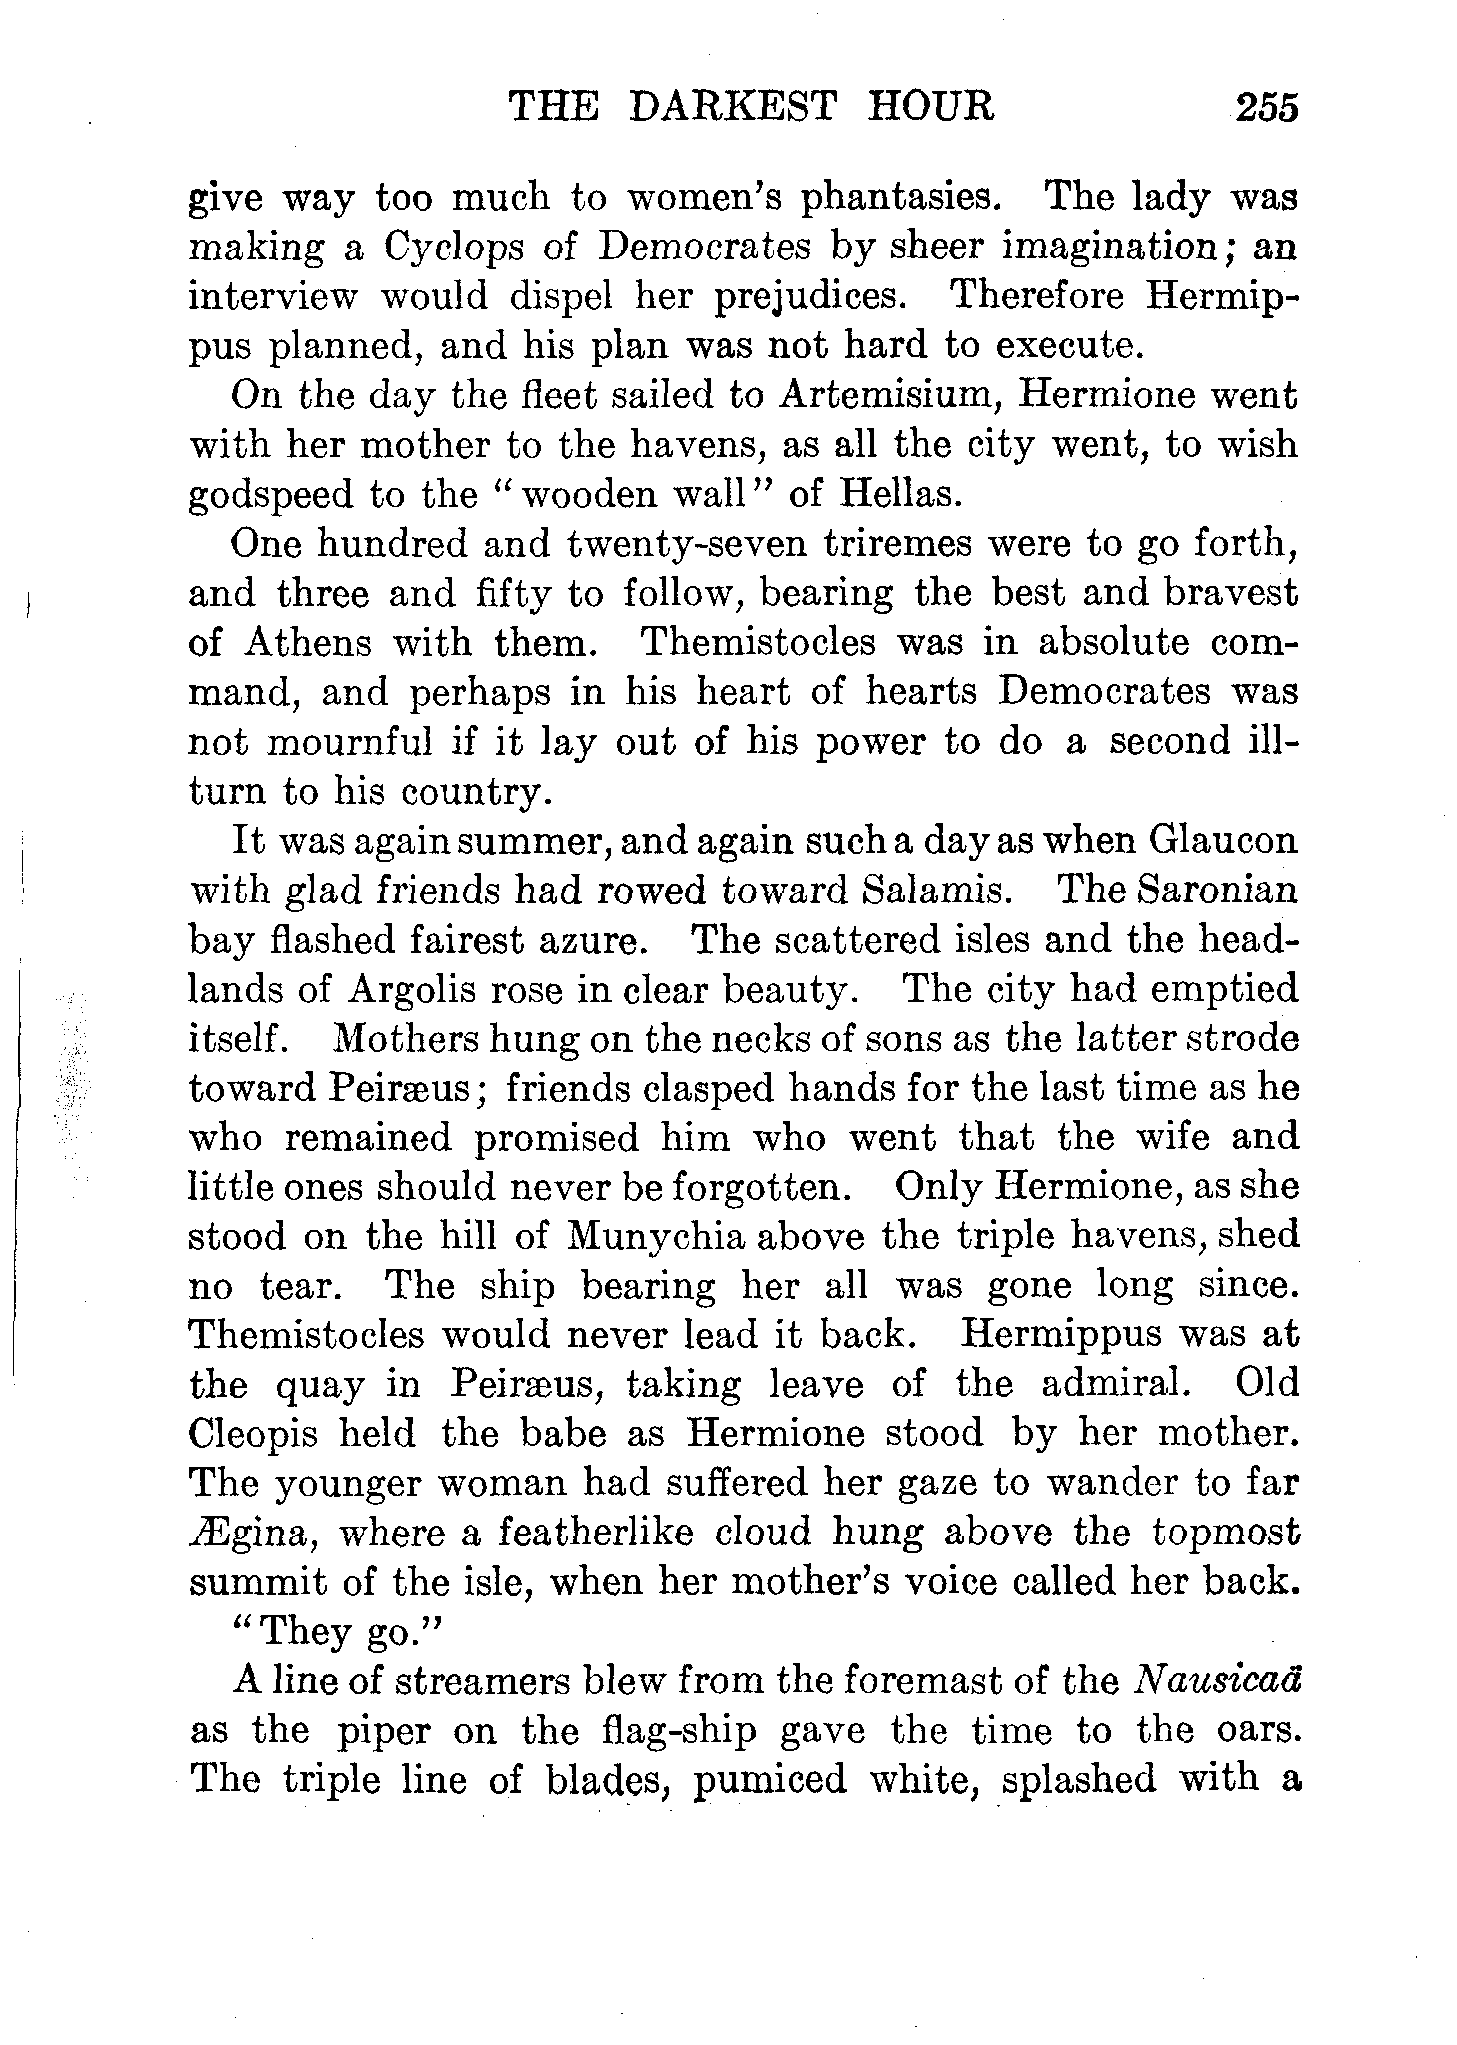 THE DARKEST HOUR 255
give way too much to women's phantasies. The lady was
making a Cyclops of Democrates by sheer imagination; an
interview would dispel her prejudices. Therefore Hermip-
pus planned, and his plan was not hard to execute.
On the day the fleet sailed to Artemisium, Hermione went
with her mother to the havens, as all the city went, to wish
godspeed to the "wooden wall" of Hellas.
One hundred and twenty-seven triremes were to go forth,
and three and fifty to follow, bearing the best and bravest
of Athens with them. Themistocles was in absolute com-
mand, and perhaps in his heart of hearts Democrates was
not mournful if it lay out of his power to do a second ill-
turn to his country.
It was again summer, and again such a day as when Glaucon
with glad friends had rowed toward Salamis. The Saronian
bay flashed fairest azure. The scattered isles and the head-
lands of Argolis rose in clear beauty. The city had emptied
itself. Mothers hung on the necks of sons as the latter strode
toward Peiræus; friends clasped hands for the last time as he
who remained promised him who went that the wife and
little ones should never be forgotten. Only Hermione, as she
stood on the hill of Munychia above the triple havens, shed
no tear. The ship bearing her all was gone long since.
Themistocles would never lead it back. Hermippus was at
the quay in Peiræus, taking leave of the admiral. Old
Cleopis held the babe as Hermione stood by her mother.
The younger woman had suffered her gaze to wander to far
Ægina, where a featherlike cloud hung above the topmost
summit of the isle, when her mother's voice called her back.
"They go."
A line of streamers blew from the foremast of the Nausicaä
as the piper on the flag-ship gave the time to the oars.
The triple line of blades, pumiced white, splashed with a